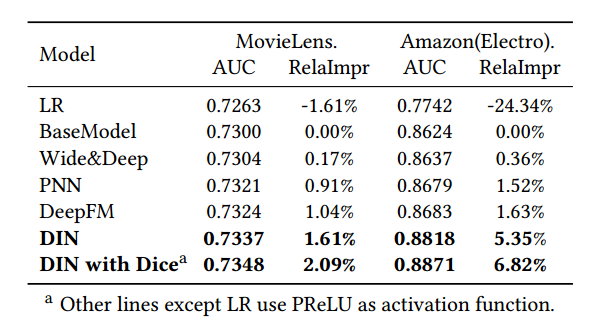 Model MovieLens. Amazon(Electro).
AUC RelaImpr AUC RelaImpr
LR 0.7263 -1.61% 0.7742 -24.34%
BaseModel 0.7300 0.00% 0.8624 0.00%
Wide&Deep 0.7304 0.17% 0.8637 0.36%
PNN 0.7321 0.91% 0.8679 1.52%
DeepFM 0.7324 1.04% 0.8683 1.63%
DIN 0.7337 1.61% 0.8818 5.35%
DIN with Diceᵃ 0.7348 2.09% 0.8871 6.82%
ᵃ Other lines except LR use PReLU as activation function.